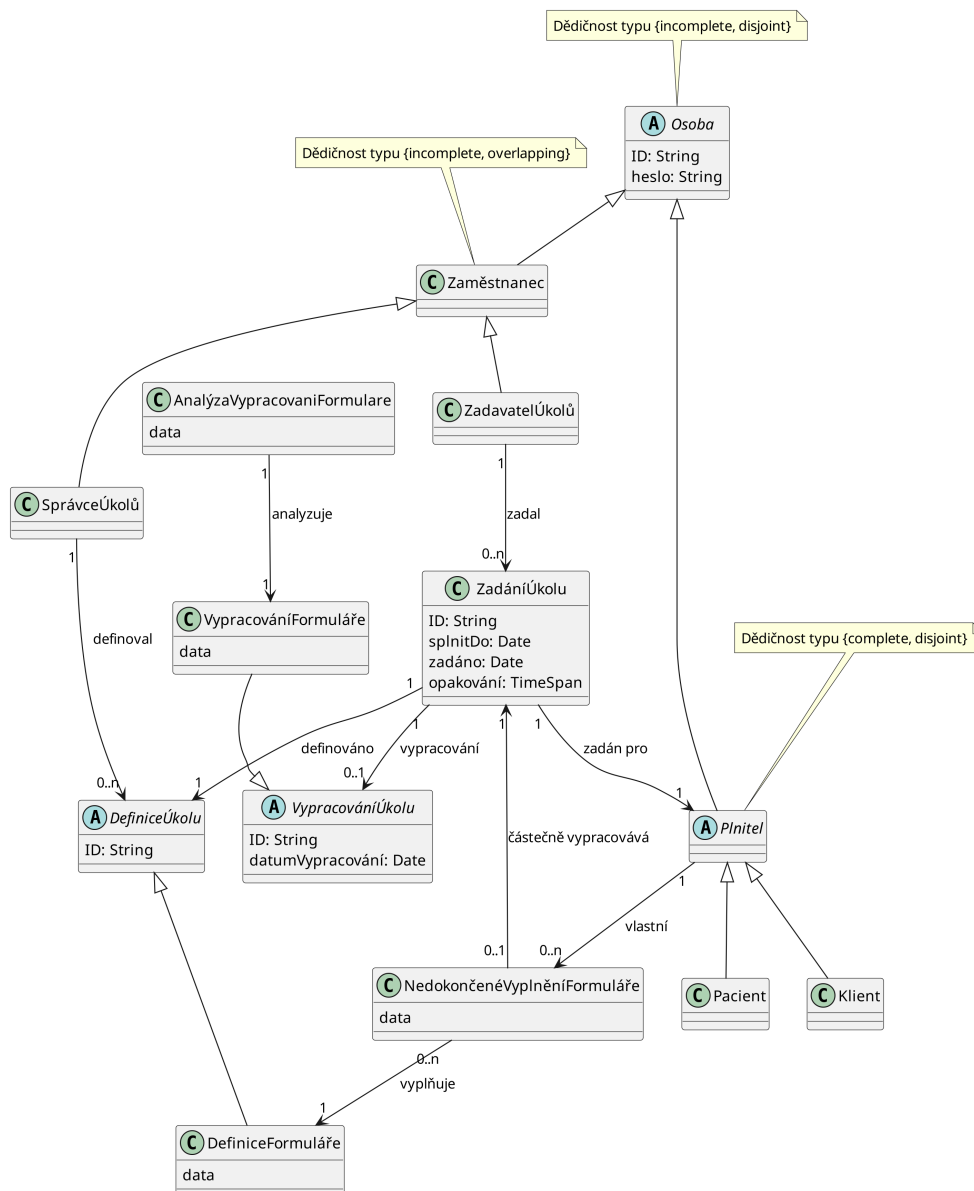 Dědičnost typu {incomplete, disjoint}
A Osoba
ID: String
heslo: String
Dědičnost typu {incomplete, overlapping}
C Zaměstnanec
C AnalýzaVypracovaniFormulare
data
C ZadavatelÚkolů
1
1
C SprávceÚkolů
analyzuje
zadal
1
0..n
1
C ZadáníÚkolu
ID: String
splnitDo: Date
zadáno: Date
opakování: TimeSpan
C VypracováníFormuláře
data
definoval
Dědičnost typu {complete, disjoint}
1
1
1
1
definováno
vypracování
zadán pro
0..n
1
0..1
1
A DefiniceÚkolu
ID: String
A VypracováníÚkolu
ID: String
datumVypracování: Date
A Plnitel
částečně vypracovává
1
vlastní
0..1
0..n
C NedokončenéVyplněníFormuláře
data
C Pacient
C Klient
0..n
vyplňuje
1
C DefiniceFormuláře
data